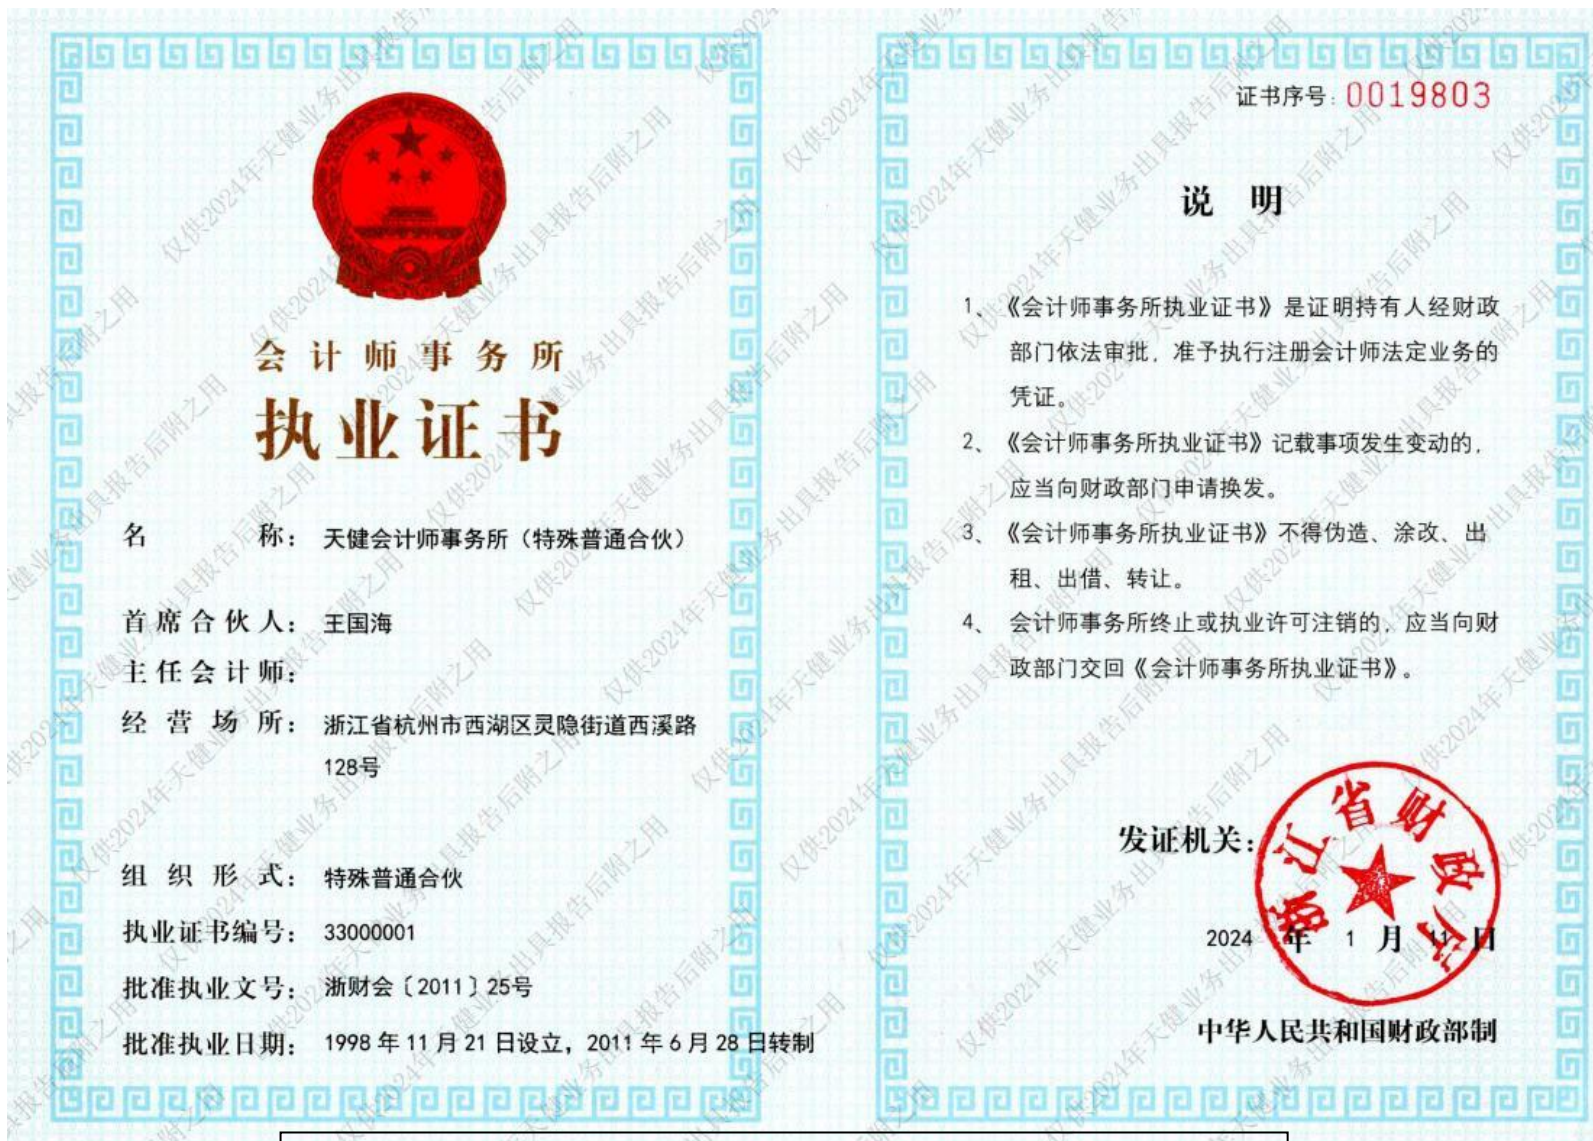 会计师事务所
执业证书
名称：天健会计师事务所（特殊普通合伙）
首席合伙人：王国海
主任会计师：
经营场所：浙江省杭州市西湖区灵隐街道西溪路
128号
组织形式：特殊普通合伙
执业证书编号：33000001
批准执业文号：浙财会〔2011〕25号
批准执业日期：1998 年 11 月 21 日设立，2011 年 6 月 28 日转制
证书序号：0019803
说明
1、《会计师事务所执业证书》是证明持有人经财政
部门依法审批，准予执行注册会计师法定业务的
凭证。
2、《会计师事务所执业证书》记载事项发生变动的，
应当向财政部门申请换发。
3、《会计师事务所执业证书》不得伪造、涂改、出
租、出借、转让。
4、会计师事务所终止或执业许可注销的，应当向财
政部门交回《会计师事务所执业证书》。
发证机关：
浙江省财政厅
2024 年 1 月 11 日
中华人民共和国财政部制
仅供2024年天健业务出具报告后附之用